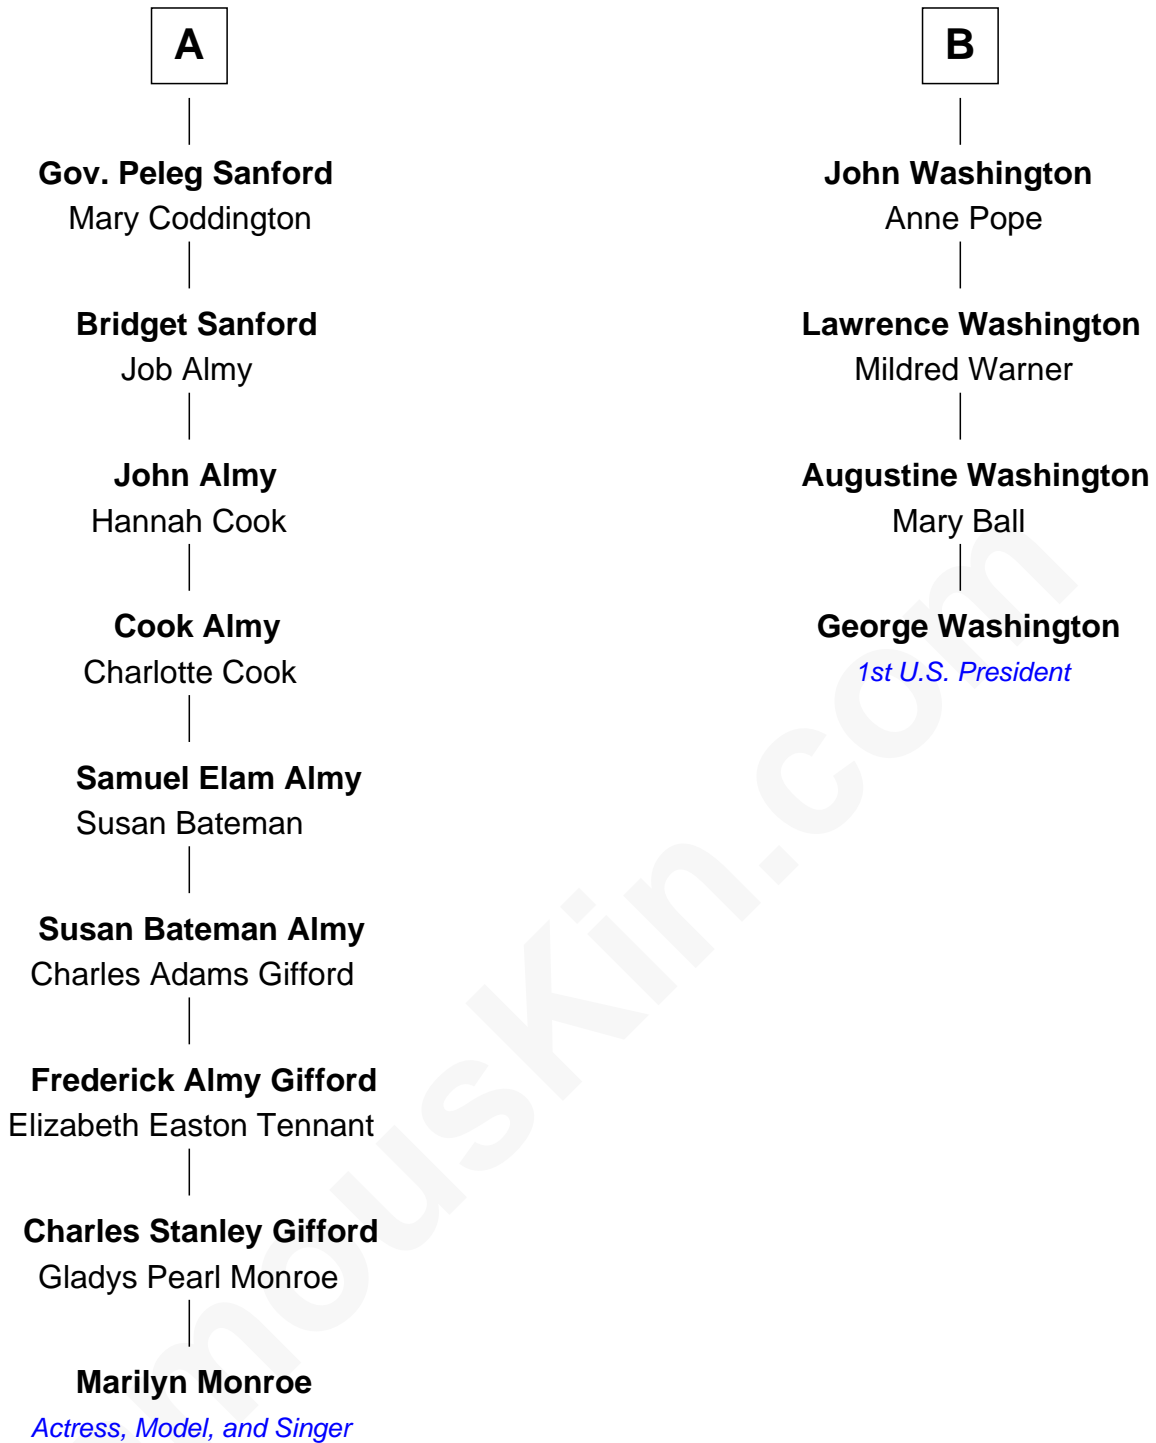 A
Gov. Peleg Sanford
Mary Coddington
Bridget Sanford
Job Almy
John Almy
Hannah Cook
Cook Almy
Charlotte Cook
Samuel Elam Almy
Susan Bateman
Susan Bateman Almy
Charles Adams Gifford
Frederick Almy Gifford
Elizabeth Easton Tennant
Charles Stanley Gifford
Gladys Pearl Monroe
Marilyn Monroe
Actress, Model, and Singer
B
John Washington
Anne Pope
Lawrence Washington
Mildred Warner
Augustine Washington
Mary Ball
George Washington
1st U.S. President
mousKin.com